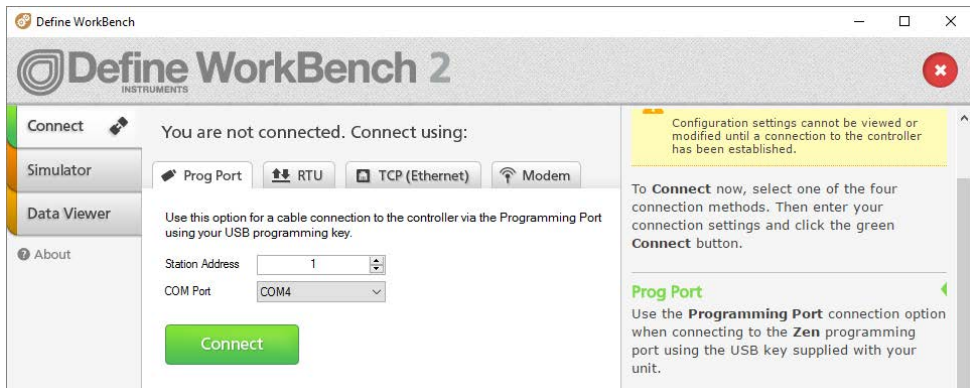 Define WorkBench
Define WorkBench 2
INSTRUMENTS
Connect
Simulator
Data Viewer
About
You are not connected. Connect using:
Prog Port
RTU
TCP (Ethernet)
Modem
Use this option for a cable connection to the controller via the Programming Port
using your USB programming key.
Station Address 1
COM Port COM4
Connect
Configuration settings cannot be viewed or
modified until a connection to the controller
has been established.
To Connect now, select one of the four
connection methods. Then enter your
connection settings and click the green
Connect button.
Prog Port
Use the Programming Port connection option
when connecting to the Zen programming
port using the USB key supplied with your
unit.